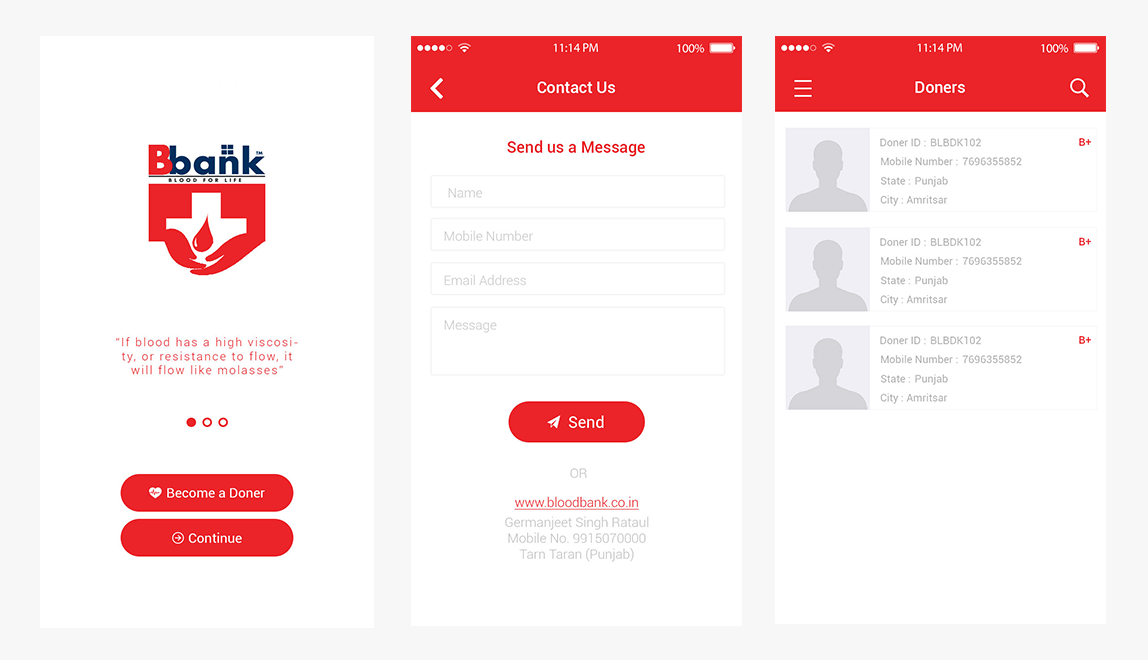 Bbank™
BLOOD FOR LIFE
“If blood has a high viscosi-
ty, or resistance to flow, it
will flow like molasses”
Become a Doner
Continue
11:14 PM 100%
Contact Us
Send us a Message
Name
Mobile Number
Email Address
Message
Send
OR
www.bloodbank.co.in
Germanjeet Singh Rataul
Mobile No. 9915070000
Tarn Taran (Punjab)
11:14 PM 100%
Doners
Doner ID : BLBDK102 B+
Mobile Number : 7696355852
State : Punjab
City : Amritsar
Doner ID : BLBDK102 B+
Mobile Number : 7696355852
State : Punjab
City : Amritsar
Doner ID : BLBDK102 B+
Mobile Number : 7696355852
State : Punjab
City : Amritsar